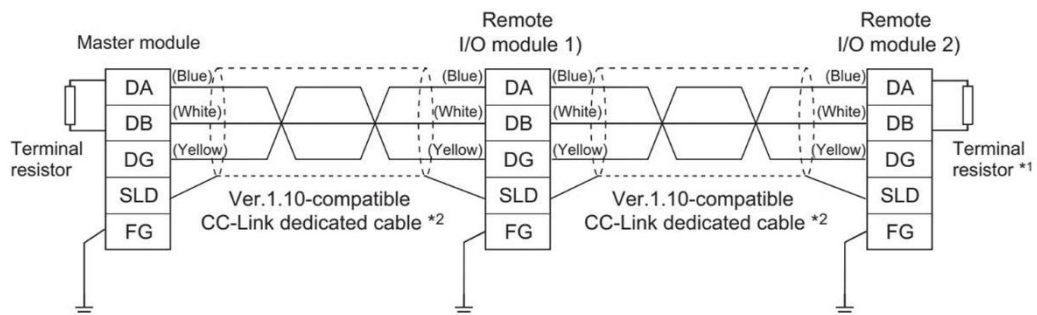 Master module
Remote
I/O module 1)
Remote
I/O module 2)
DA
DB
DG
SLD
FG
(Blue)
(White)
(Yellow)
(Blue)
(White)
(Yellow)
DA
DB
DG
SLD
FG
(Blue)
(White)
(Yellow)
(Blue)
(White)
(Yellow)
DA
DB
DG
SLD
FG
Terminal
resistor
Ver.1.10-compatible
CC-Link dedicated cable *2
Ver.1.10-compatible
CC-Link dedicated cable *2
Terminal
resistor *1